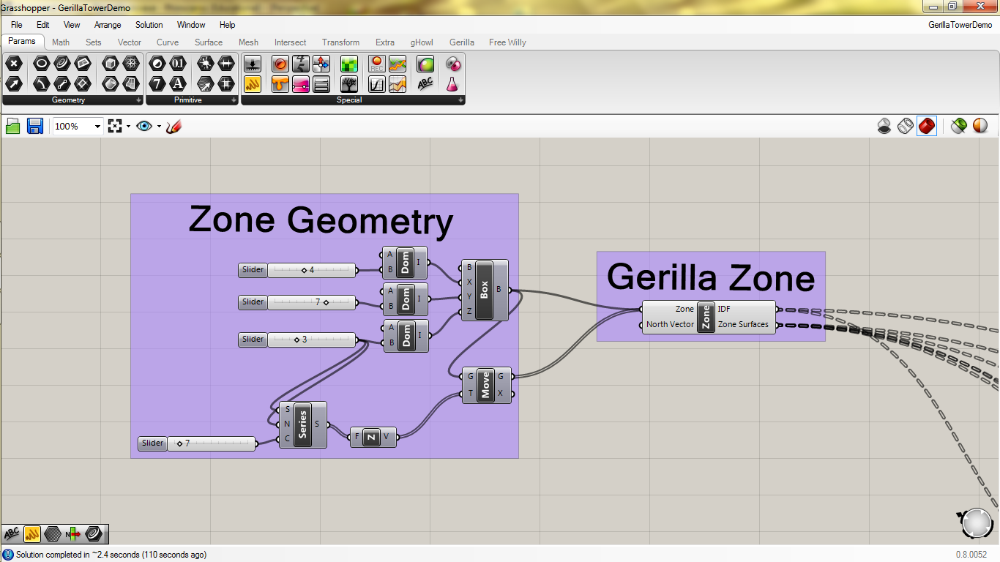 Grasshopper - GerillaTowerDemo
File Edit View Arrange Solution Window Help
GerillaTowerDemo
Params Math Sets Vector Curve Surface Mesh Intersect Transform Extra gHowl Gerilla Free Willy
0.1
REC
7 A
ABC
Geometry
Primitive
Special
100%
Zone Geometry
Slider 4
A B Dom I
Slider 7
A B Dom I
Slider 3
A B Dom I
B X Y Z Box B
Gerilla Zone
Zone
North Vector
Zone
IDF
Zone Surfaces
G T Move G X
S N C Series S
F Z V
Slider 7
ABC
N
Solution completed in ~2.4 seconds (110 seconds ago)
0.8.0052